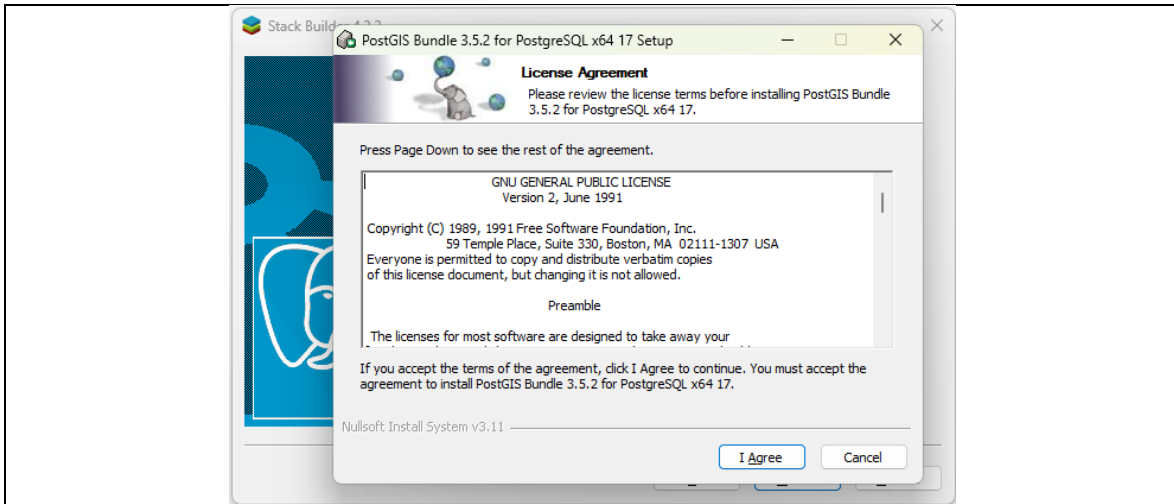 Stack Build
PostGIS Bundle 3.5.2 for PostgreSQL x64 17 Setup
License Agreement
Please review the license terms before installing PostGIS Bundle
3.5.2 for PostgreSQL x64 17.
Press Page Down to see the rest of the agreement.
GNU GENERAL PUBLIC LICENSE
Version 2, June 1991
Copyright (C) 1989, 1991 Free Software Foundation, Inc.
59 Temple Place, Suite 330, Boston, MA 02111-1307 USA
Everyone is permitted to copy and distribute verbatim copies
of this license document, but changing it is not allowed.
Preamble
The licenses for most software are designed to take away your
If you accept the terms of the agreement, click I Agree to continue. You must accept the
agreement to install PostGIS Bundle 3.5.2 for PostgreSQL x64 17.
Nullsoft Install System v3.11
I Agree
Cancel